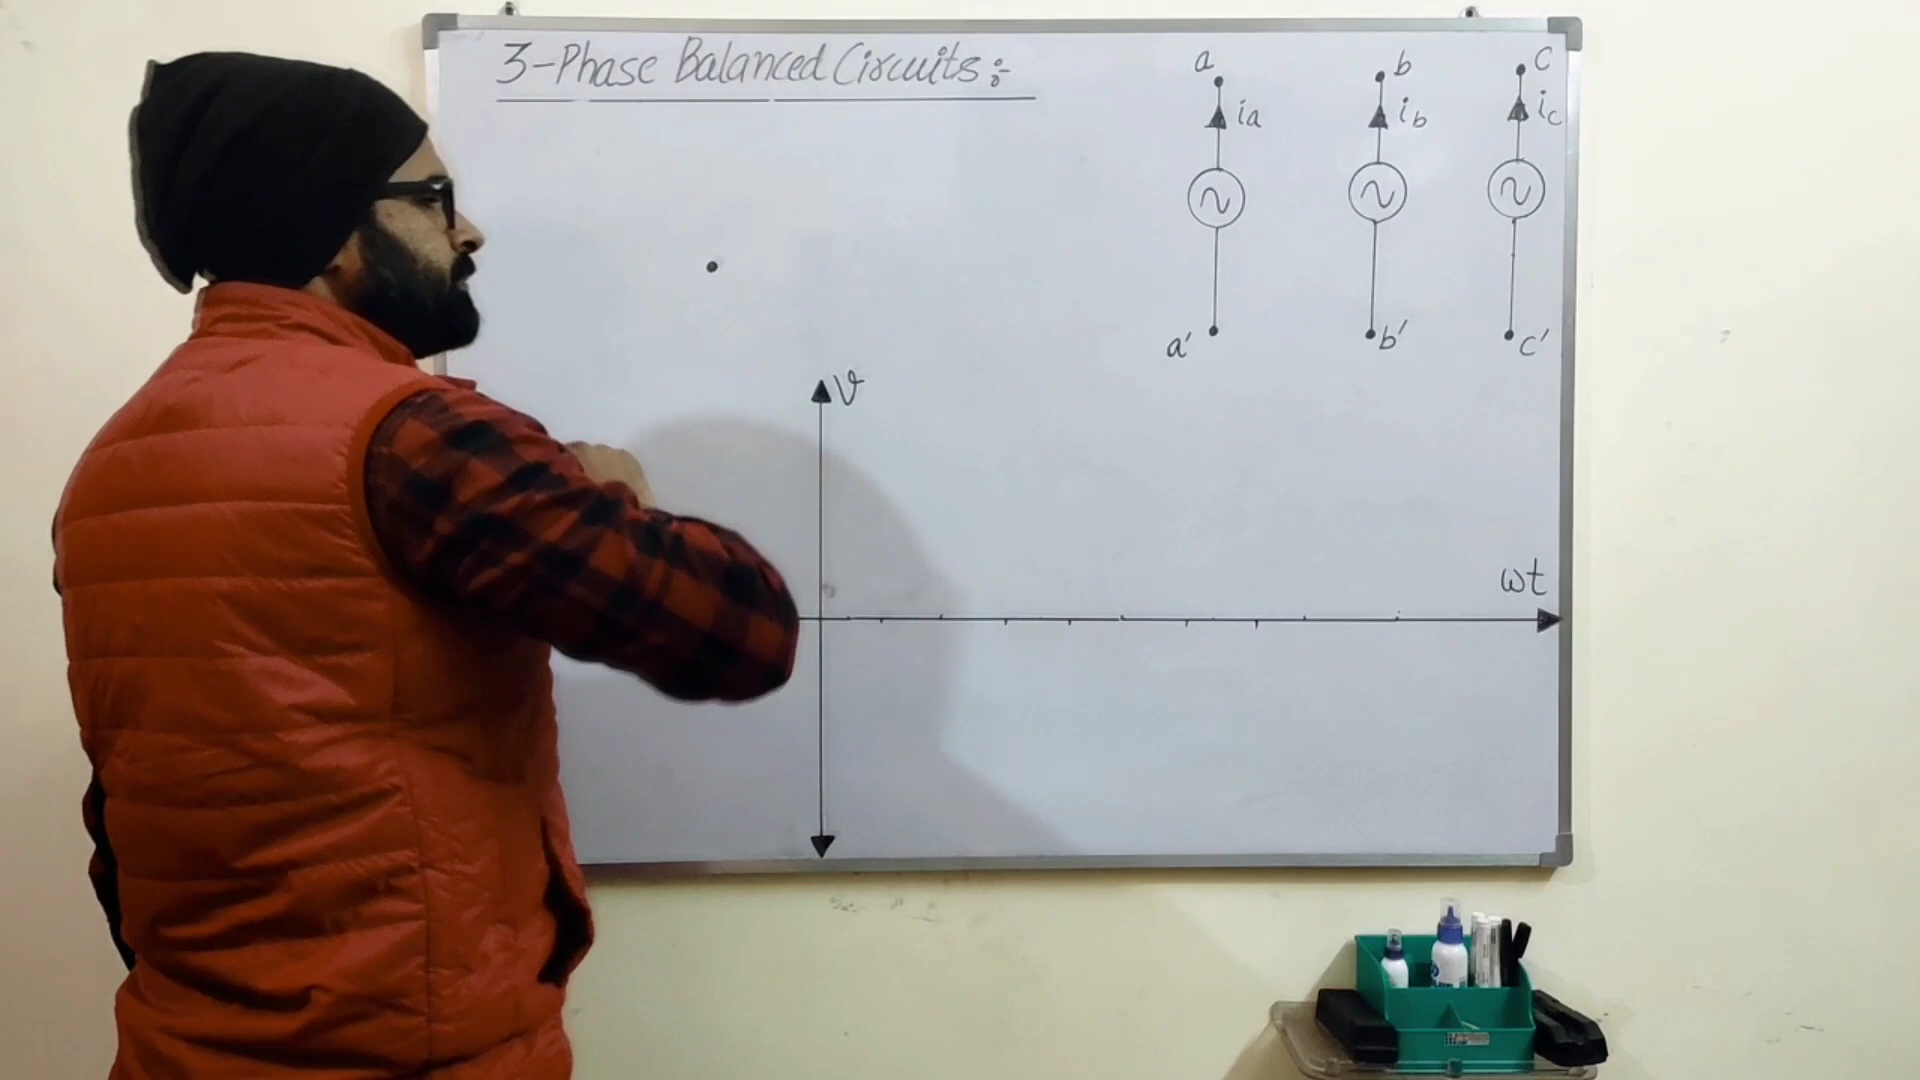 3-Phase Balanced Circuits :-
a b c
ia ib ic
a' b' c'
v
ωt